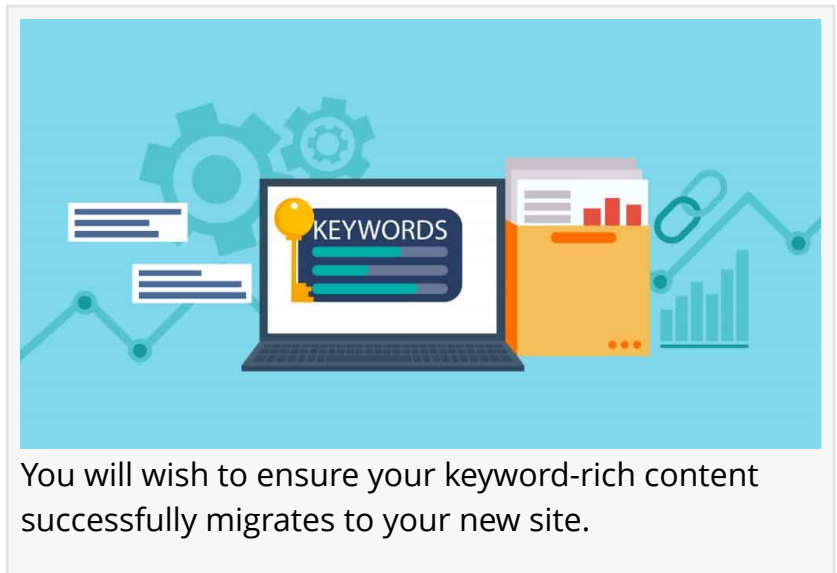 KEYWORDS
You will wish to ensure your keyword-rich content
successfully migrates to your new site.